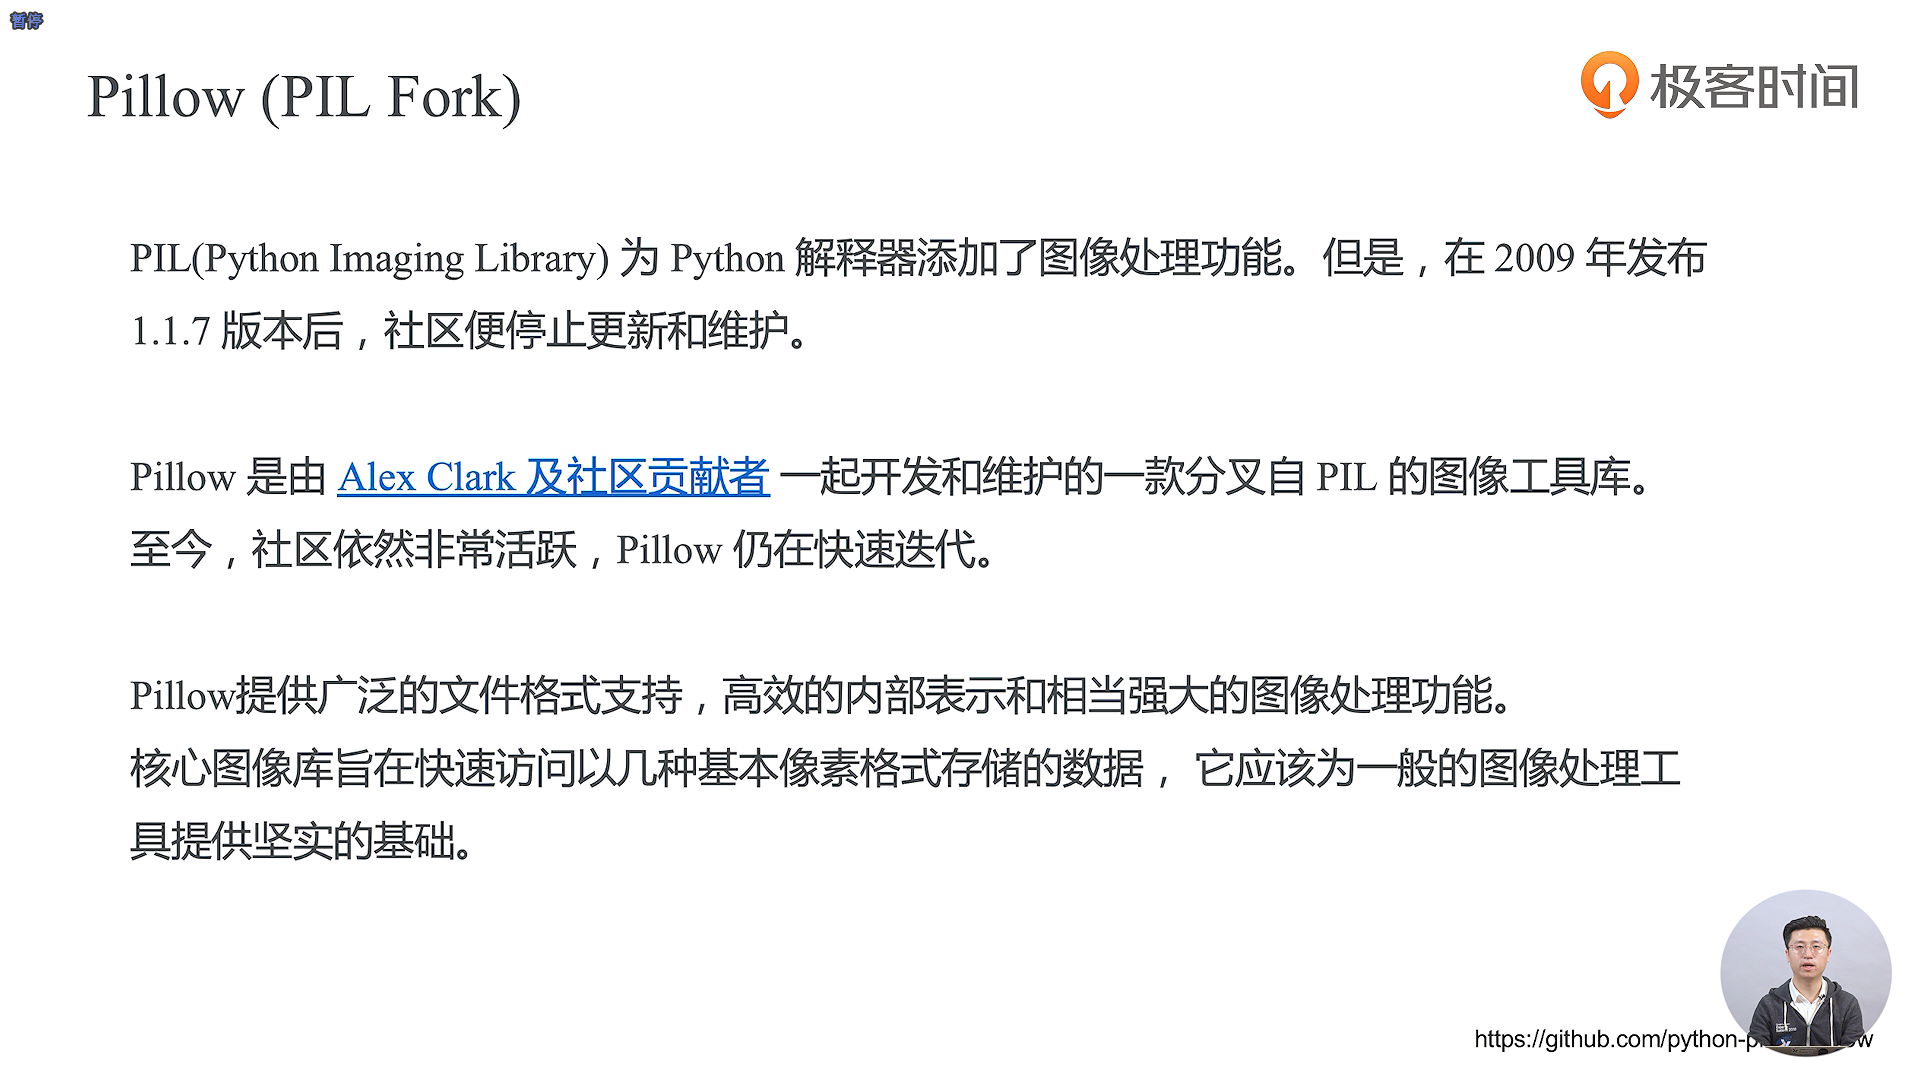 暂停
Pillow (PIL Fork)
极客时间
PIL(Python Imaging Library) 为 Python 解释器添加了图像处理功能。但是，在 2009 年发布
1.1.7 版本后，社区便停止更新和维护。
Pillow 是由 Alex Clark 及社区贡献者 一起开发和维护的一款分叉自 PIL 的图像工具库。
至今，社区依然非常活跃，Pillow 仍在快速迭代。
Pillow提供广泛的文件格式支持，高效的内部表示和相当强大的图像处理功能。
核心图像库旨在快速访问以几种基本像素格式存储的数据， 它应该为一般的图像处理工
具提供坚实的基础。
https://github.com/python-p